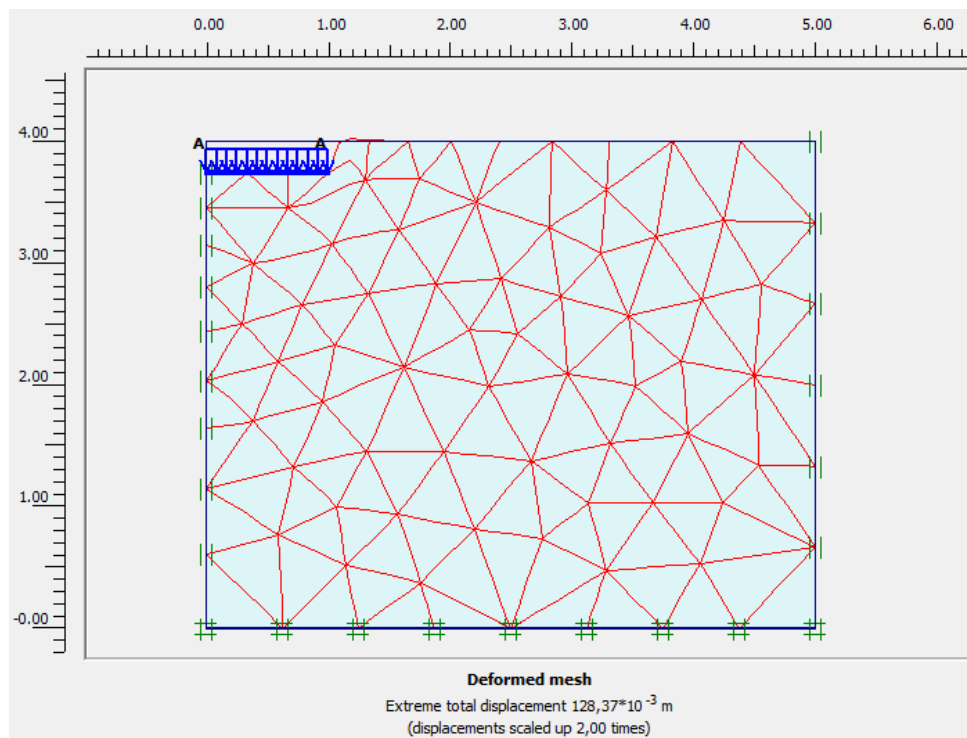 0.00 1.00 2.00 3.00 4.00 5.00 6.00
4.00
A A
3.00
2.00
1.00
-0.00
Deformed mesh
Extreme total displacement 128,37*10 -3 m
(displacements scaled up 2,00 times)